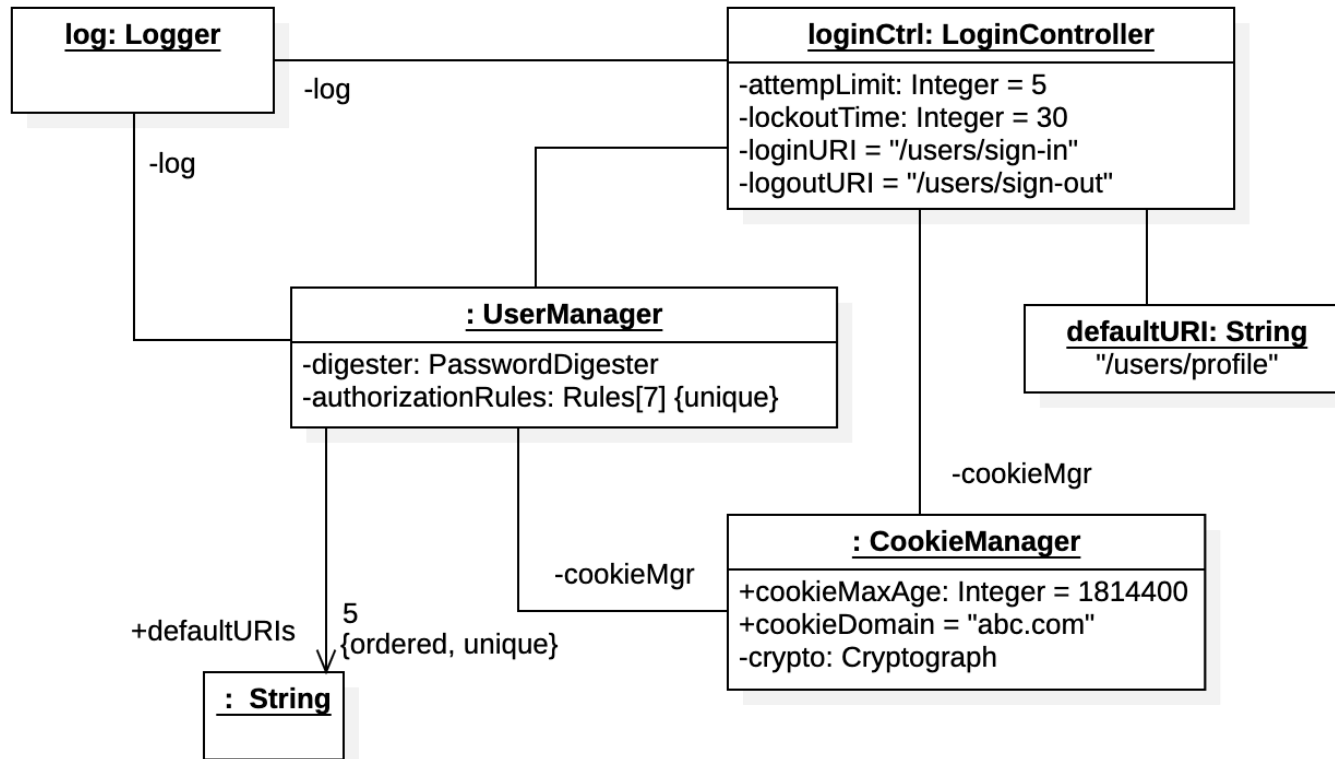 log: Logger
-log
-log
loginCtrl: LoginController
-attempLimit: Integer = 5
-lockoutTime: Integer = 30
-loginURI = "/users/sign-in"
-logoutURI = "/users/sign-out"
: UserManager
-digester: PasswordDigester
-authorizationRules: Rules[7] {unique}
defaultURI: String
"/users/profile"
-cookieMgr
-cookieMgr
: CookieManager
+cookieMaxAge: Integer = 1814400
+cookieDomain = "abc.com"
-crypto: Cryptograph
+defaultURIs
5
{ordered, unique}
: String